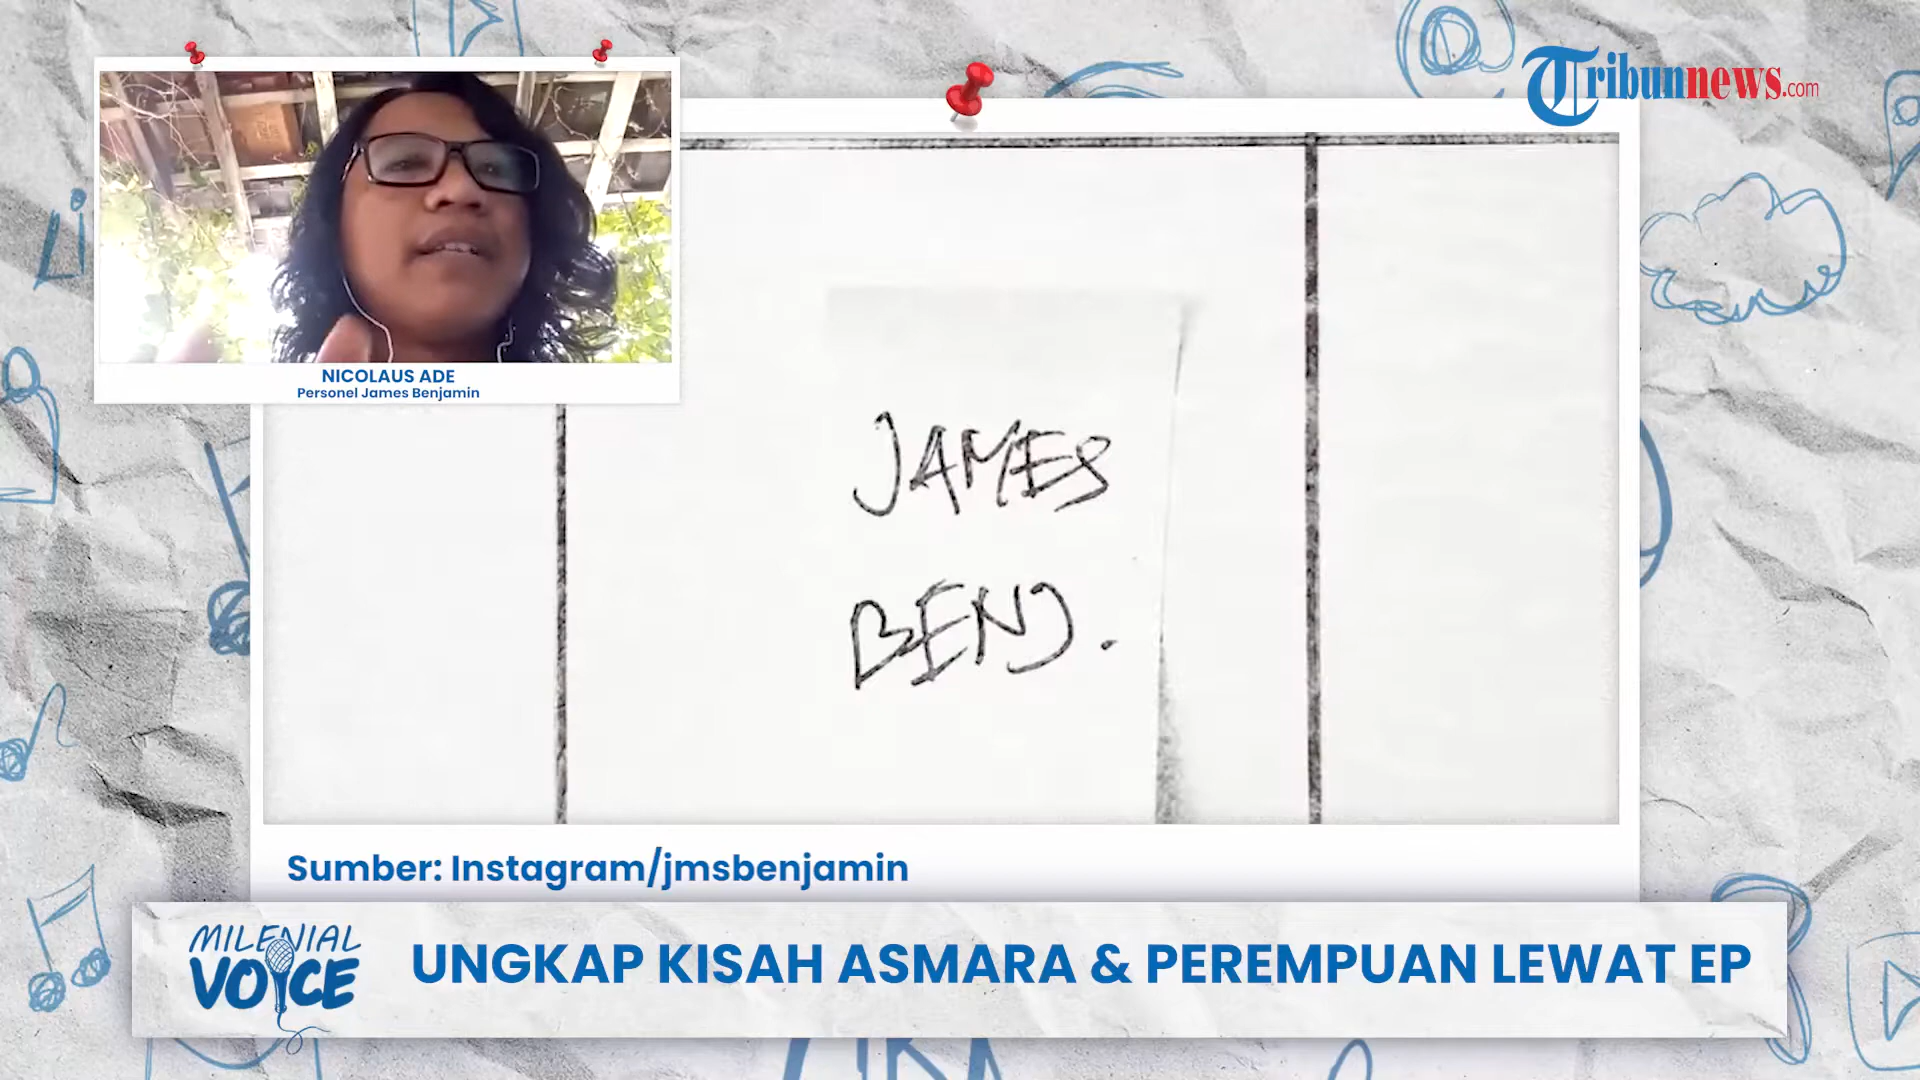 Tribunnews.com
NICOLAUS ADE
Personel James Benjamin
JAMES
BENJ.
Sumber: Instagram/jmsbenjamin
MILENIAL
VOICE
UNGKAP KISAH ASMARA & PEREMPUAN LEWAT EP